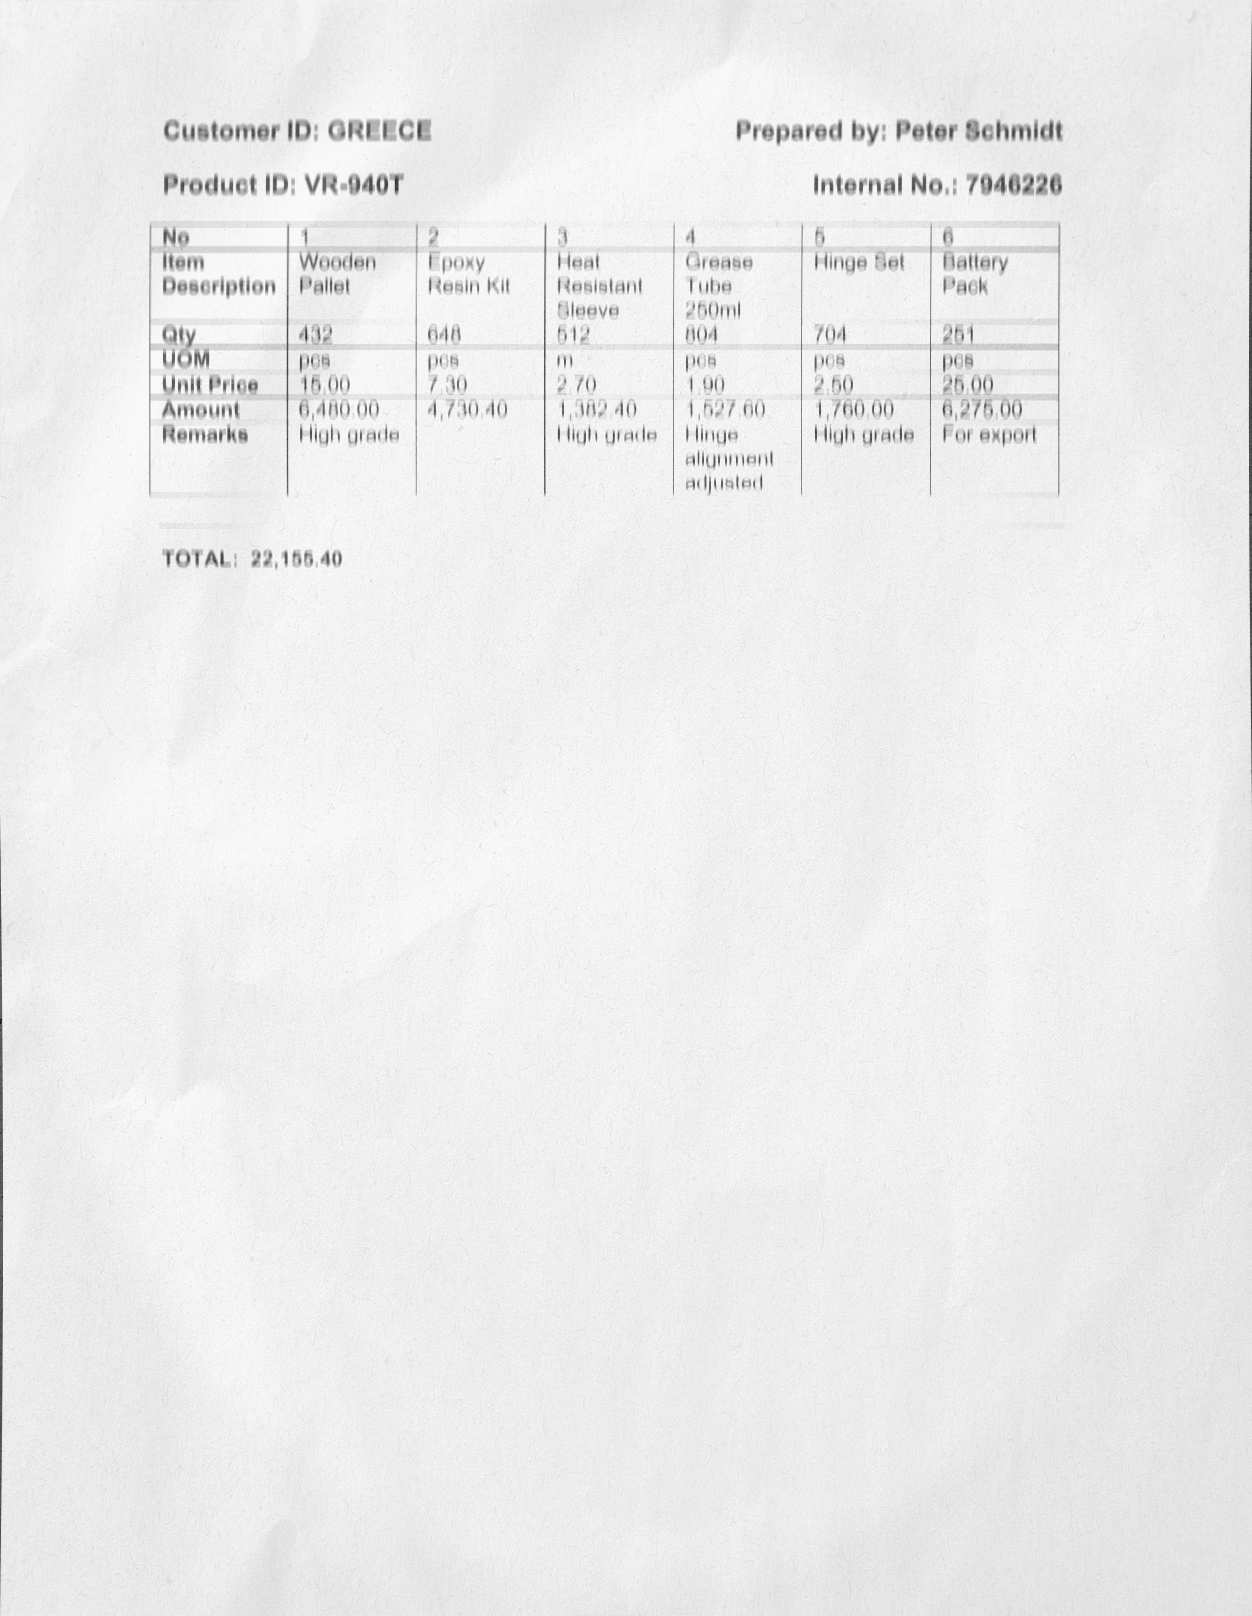 Customer ID: GREECE Prepared by: Peter Schmidt
Product ID: VR-940T Internal No.: 7946226
No 1 2 3 4 5 6
Item Wooden Epoxy Heat Grease Hinge Set Battery
Description Pallet Resin Kit Resistant Tube Pack
Sleeve 250ml
Qty 432 648 512 804 704 251
UOM pcs pcs m pcs pcs pcs
Unit Price 15.00 7.30 2.70 1.90 2.50 25.00
Amount 6,480.00 4,730.40 1,382.40 1,527.60 1,760.00 6,275.00
Remarks High grade High grade Hinge High grade For export
alignment
adjusted
TOTAL: 22,155.40